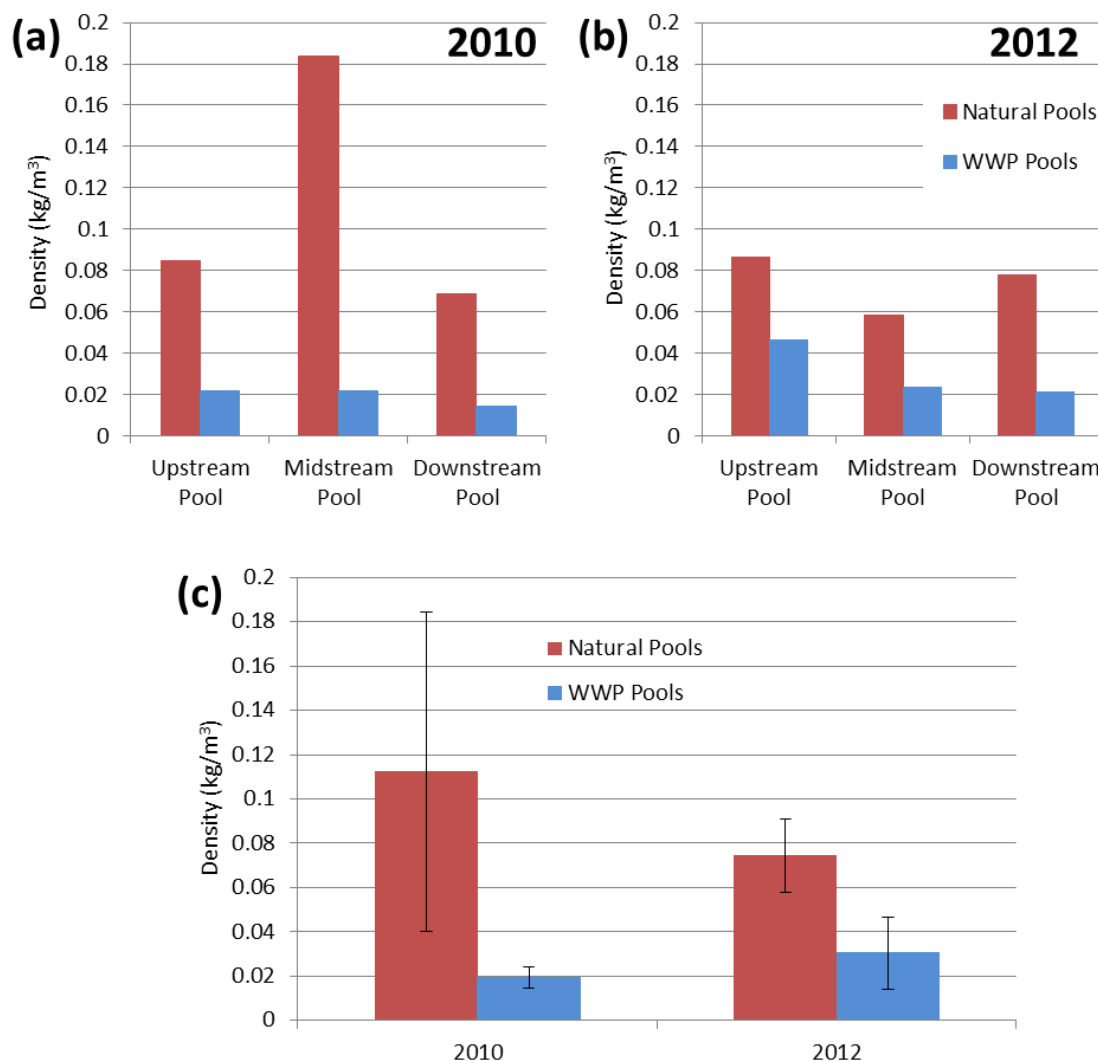 (a)
2010
Density (kg/m³)
0.2
0.18
0.16
0.14
0.12
0.1
0.08
0.06
0.04
0.02
0
Upstream Pool
Midstream Pool
Downstream Pool
(b)
2012
Density (kg/m³)
0.2
0.18
0.16
0.14
0.12
0.1
0.08
0.06
0.04
0.02
0
Natural Pools
WWP Pools
Upstream Pool
Midstream Pool
Downstream Pool
(c)
Density (kg/m³)
0.2
0.18
0.16
0.14
0.12
0.1
0.08
0.06
0.04
0.02
0
Natural Pools
WWP Pools
2010
2012